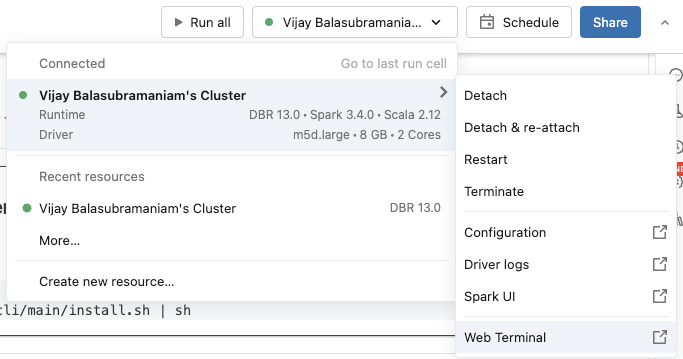 Run all
Vijay Balasubramania...
Schedule
Share
Connected
Go to last run cell
Vijay Balasubramaniam's Cluster
Runtime
DBR 13.0 • Spark 3.4.0 • Scala 2.12
Driver
m5d.large • 8 GB • 2 Cores
Recent resources
Vijay Balasubramaniam's Cluster
DBR 13.0
More...
Create new resource...
Detach
Detach & re-attach
Restart
Terminate
Configuration
Driver logs
Spark UI
Web Terminal
cli/main/install.sh | sh